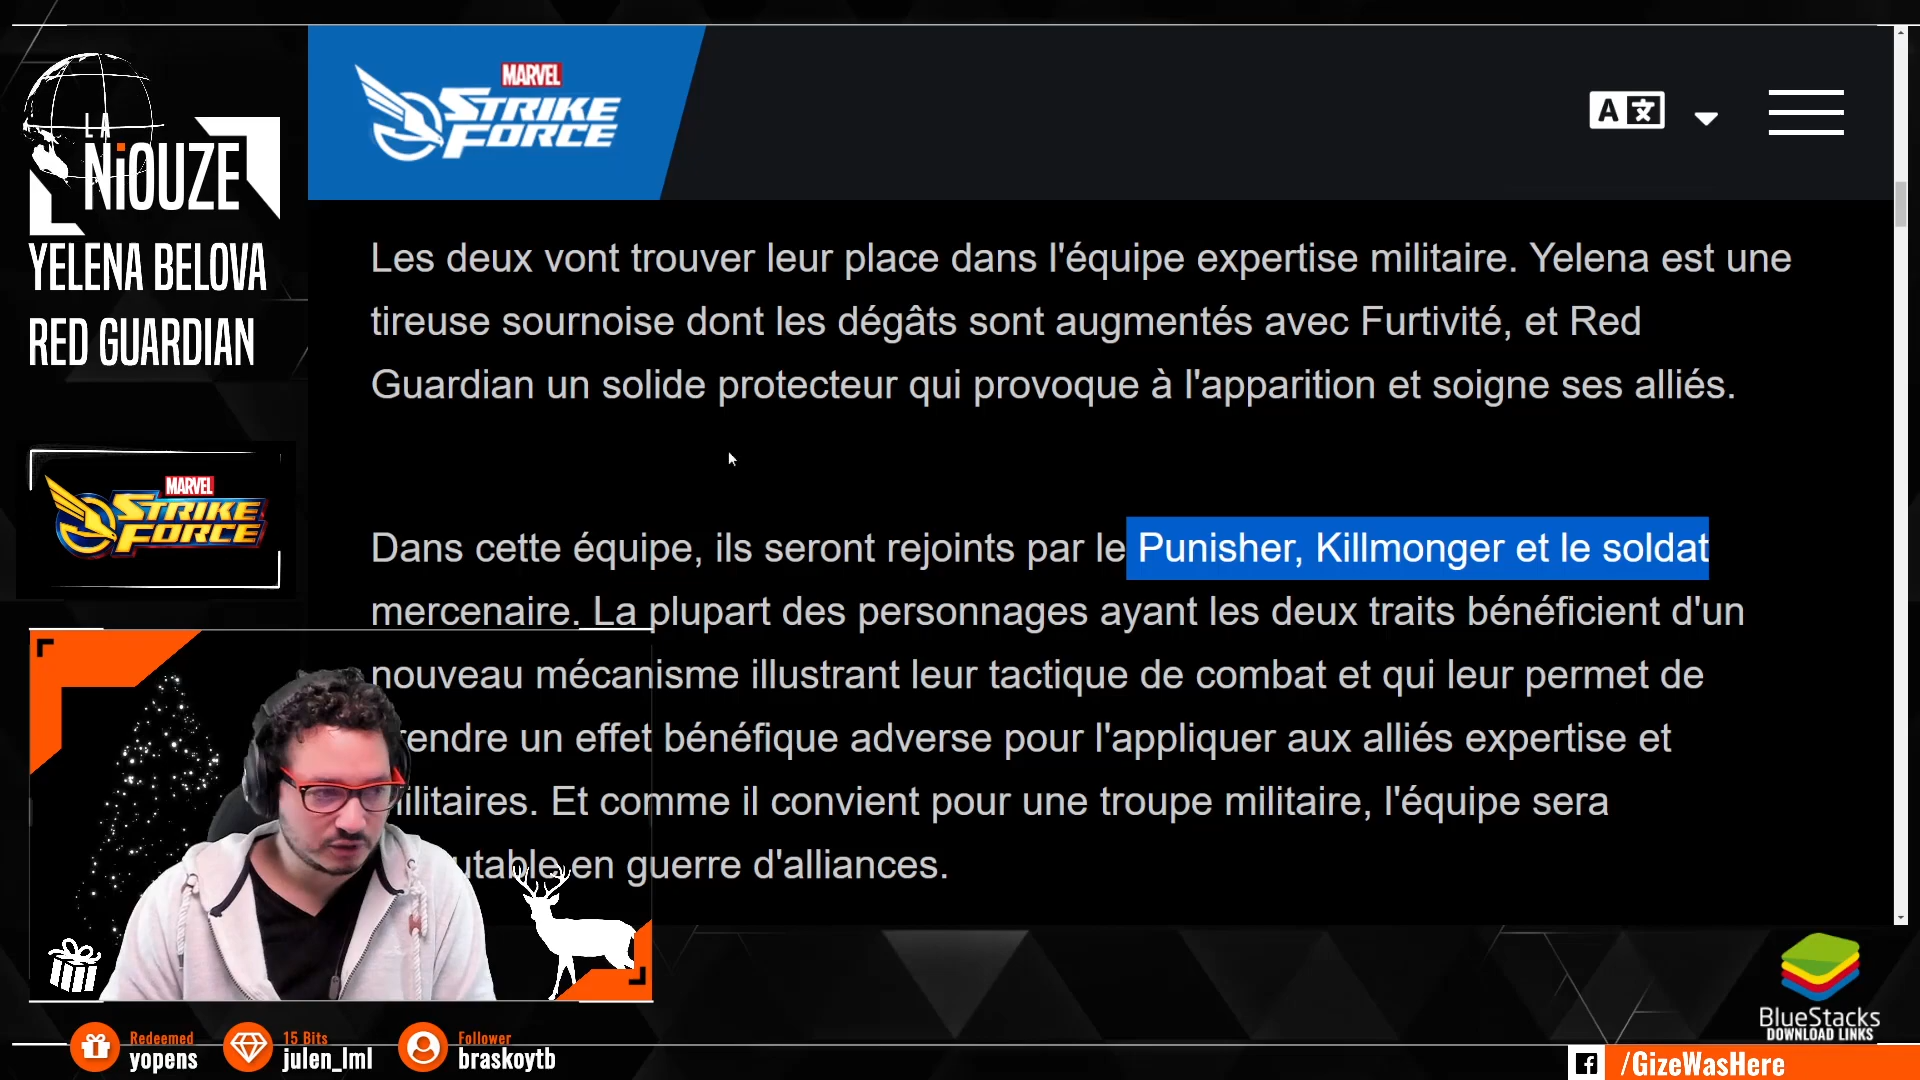 LA
NiOUZE
YELENA BELOVA
RED GUARDIAN
MARVEL
STRIKE
FORCE
MARVEL
STRIKE
FORCE
A 文
Les deux vont trouver leur place dans l'équipe expertise militaire. Yelena est une
tireuse sournoise dont les dégâts sont augmentés avec Furtivité, et Red
Guardian un solide protecteur qui provoque à l'apparition et soigne ses alliés.
Dans cette équipe, ils seront rejoints par le Punisher, Killmonger et le soldat
mercenaire. La plupart des personnages ayant les deux traits bénéficient d'un
nouveau mécanisme illustrant leur tactique de combat et qui leur permet de
rendre un effet bénéfique adverse pour l'appliquer aux alliés expertise et
ilitaires. Et comme il convient pour une troupe militaire, l'équipe sera
utable en guerre d'alliances.
Redeemed
yopens
15 Bits
julen_lml
Follower
braskoytb
BlueStacks
DOWNLOAD LINKS
/GizeWasHere